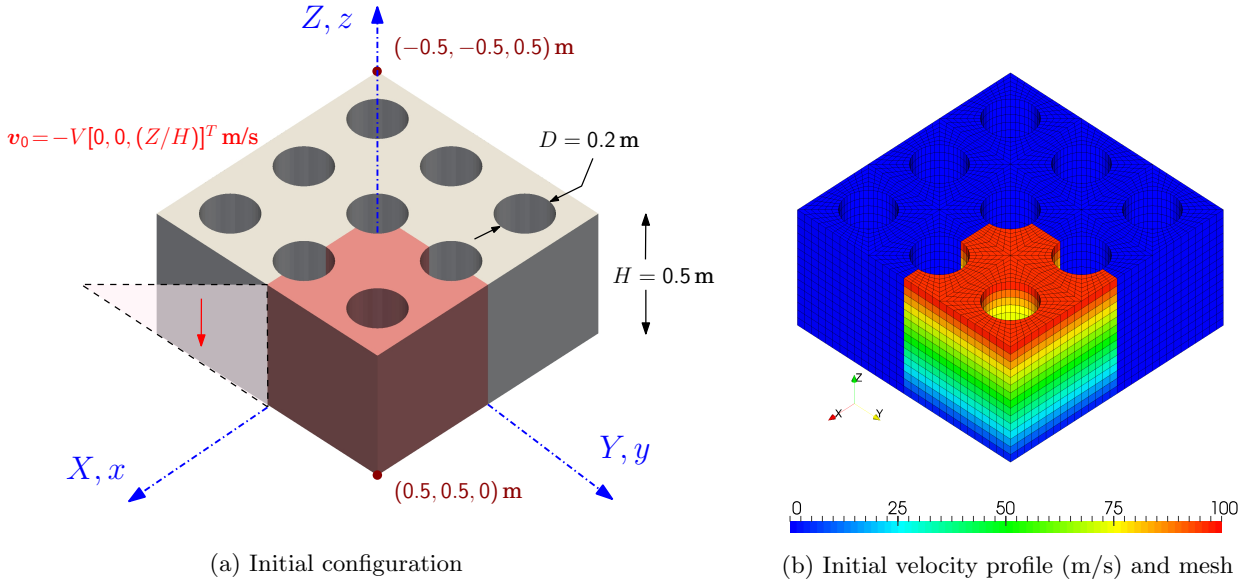 Z, z
(−0.5, −0.5, 0.5) m
v₀ = −V[0, 0, (Z/H)]ᵀ m/s
D = 0.2 m
H = 0.5 m
X, x
Y, y
(0.5, 0.5, 0) m
(a) Initial configuration
Z
X
Y
0 25 50 75 100
(b) Initial velocity profile (m/s) and mesh